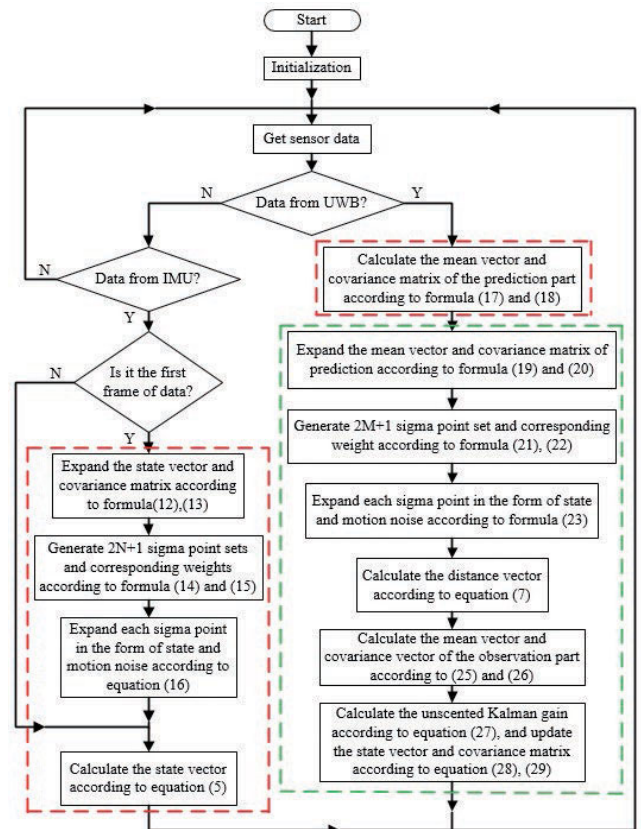 Start
Initialization
Get sensor data
N
Data from UWB?
Y
N
Data from IMU?
Y
N
Is it the first
frame of data?
Y
Expand the state vector and
covariance matrix according
to formula(12),(13)
Generate 2N+1 sigma point sets
and corresponding weights
according to formula (14) and (15)
Expand each sigma point
in the form of state and
motion noise according to
equation (16)
Calculate the state vector
according to equation (5)
Calculate the mean vector and
covariance matrix of the prediction part
according to formula (17) and (18)
Expand the mean vector and covariance matrix of
prediction according to formula (19) and (20)
Generate 2M+1 sigma point set and corresponding
weight according to formula (21), (22)
Expand each sigma point in the form of state
and motion noise according to formula (23)
Calculate the distance vector
according to equation (7)
Calculate the mean vector and
covariance vector of the observation part
according to (25) and (26)
Calculate the unscented Kalman gain
according to equation (27), and update
the state vector and covariance matrix
according to equation (28), (29)